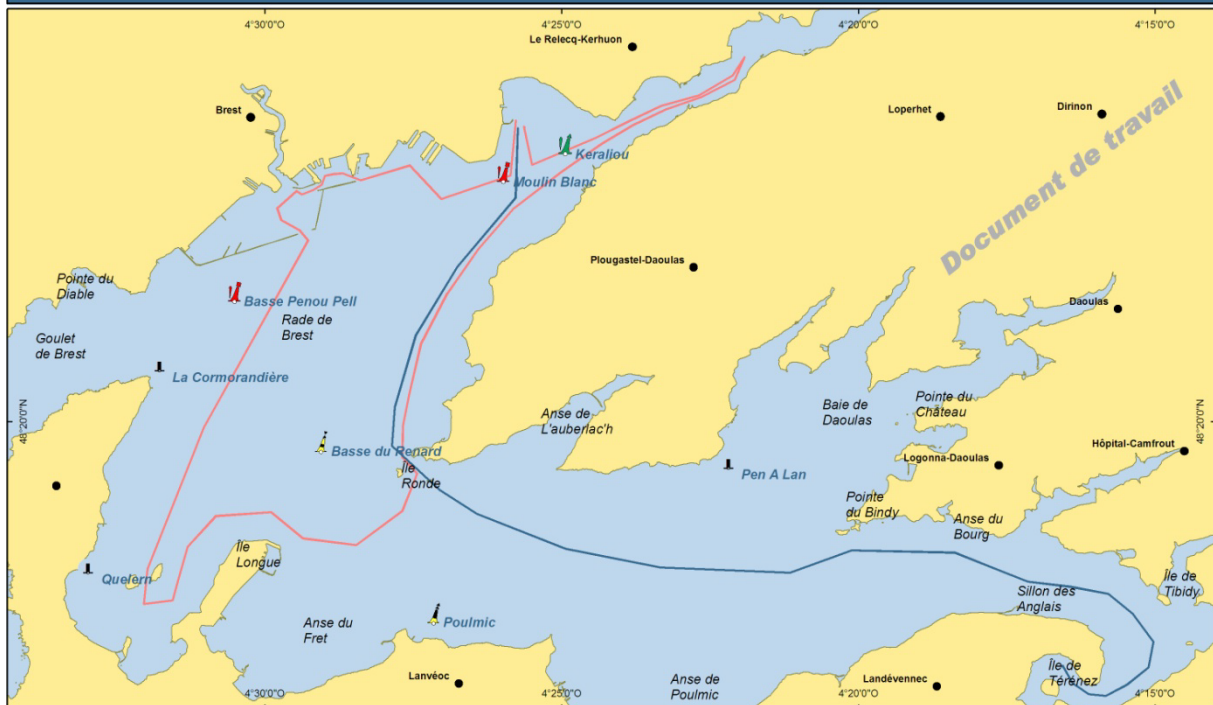 4°30'0"O
4°25'0"O
4°20'0"O
4°15'0"O
Le Relecq-Kerhuon
Brest
Loperhet
Dirinon
Document de travail
Keraliou
Moulin Blanc
Plougastel-Daoulas
Pointe du
Diable
Basse Penou Pell
Daoulas
Rade de
Brest
Goulet
de Brest
La Cormorandière
48°20'0"N
Anse de
L'auberlac'h
Baie de
Daoulas
Pointe du
Château
48°20'0"N
Basse du Renard
Hôpital-Camfrout
Île
Ronde
Pen A Lan
Logonna-Daoulas
Pointe
du Bindy
Anse du
Bourg
Île
Longue
Quélern
Île de
Tibidy
Sillon des
Anglais
Anse du
Fret
Poulmic
Île de
Térénez
Lanvéoc
Anse de
Poulmic
Landévennec
4°30'0"O
4°25'0"O
4°20'0"O
4°15'0"O